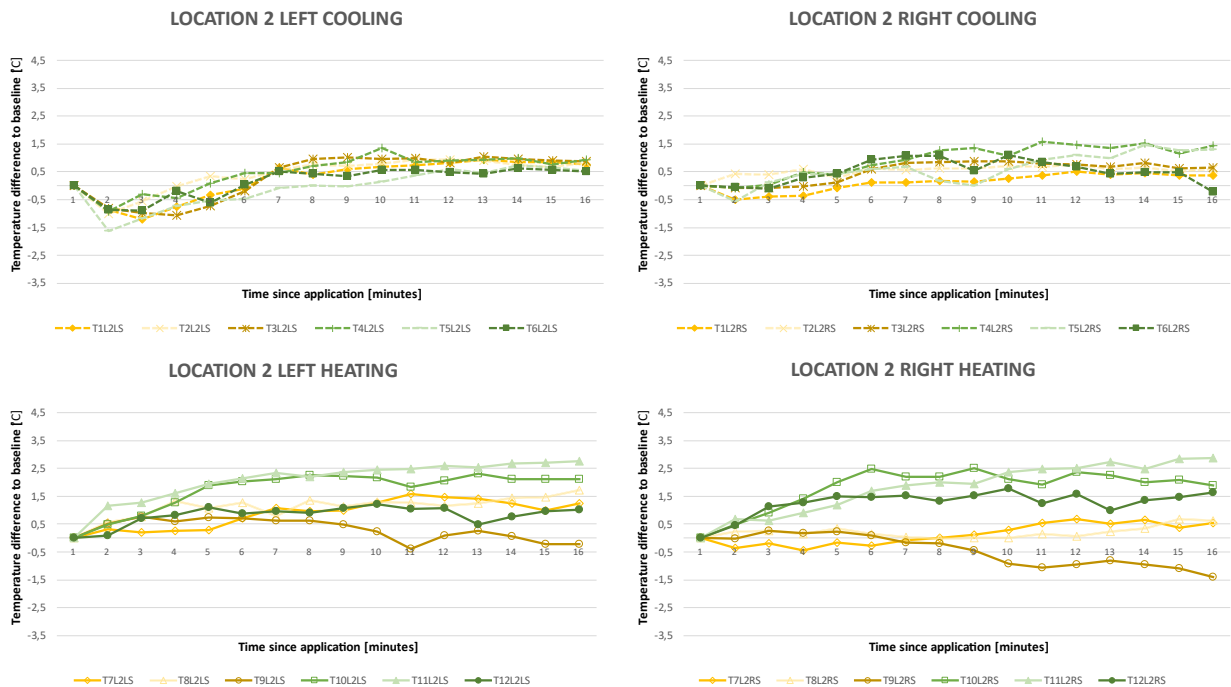 LOCATION 2 LEFT COOLING
Temperature difference to baseline [C]
4,5
3,5
2,5
1,5
0,5
-0,5
-1,5
-2,5
-3,5
1 2 3 4 5 6 7 8 9 10 11 12 13 14 15 16
Time since application [minutes]
T1L2LS T2L2LS T3L2LS T4L2LS T5L2LS T6L2LS
LOCATION 2 RIGHT COOLING
Temperature difference to baseline [C]
4,5
3,5
2,5
1,5
0,5
-0,5
-1,5
-2,5
-3,5
1 2 3 4 5 6 7 8 9 10 11 12 13 14 15 16
Time since application [minutes]
T1L2RS T2L2RS T3L2RS T4L2RS T5L2RS T6L2RS
LOCATION 2 LEFT HEATING
Temperature difference to baseline [C]
4,5
3,5
2,5
1,5
0,5
-0,5
-1,5
-2,5
-3,5
1 2 3 4 5 6 7 8 9 10 11 12 13 14 15 16
Time since application [minutes]
T7L2LS T8L2LS T9L2LS T10L2LS T11L2LS T12L2LS
LOCATION 2 RIGHT HEATING
Temperature difference to baseline [C]
4,5
3,5
2,5
1,5
0,5
-0,5
-1,5
-2,5
-3,5
1 2 3 4 5 6 7 8 9 10 11 12 13 14 15 16
Time since application [minutes]
T7L2RS T8L2RS T9L2RS T10L2RS T11L2RS T12L2RS